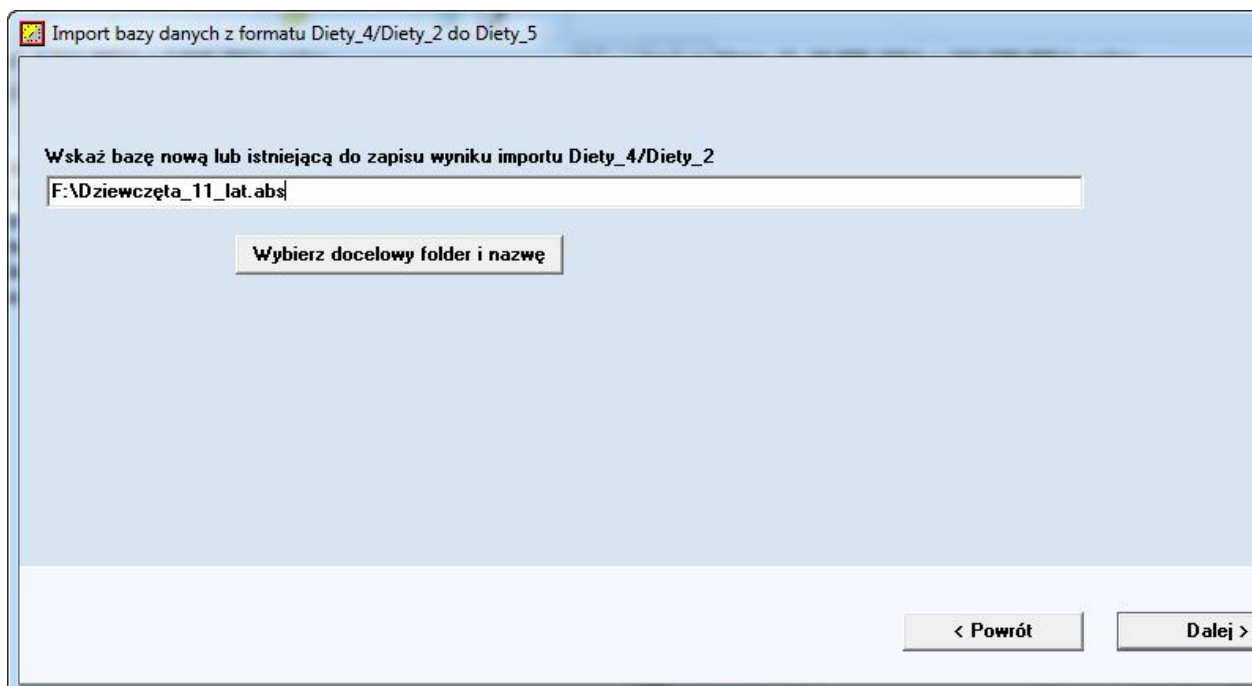 Import bazy danych z formatu Diety_4/Diety_2 do Diety_5
Wskaż bazę nową lub istniejącą do zapisu wyniku importu Diety_4/Diety_2
F:\Dziewczęta_11_lat.abs
Wybierz docelowy folder i nazwę
< Powrót
Dalej >